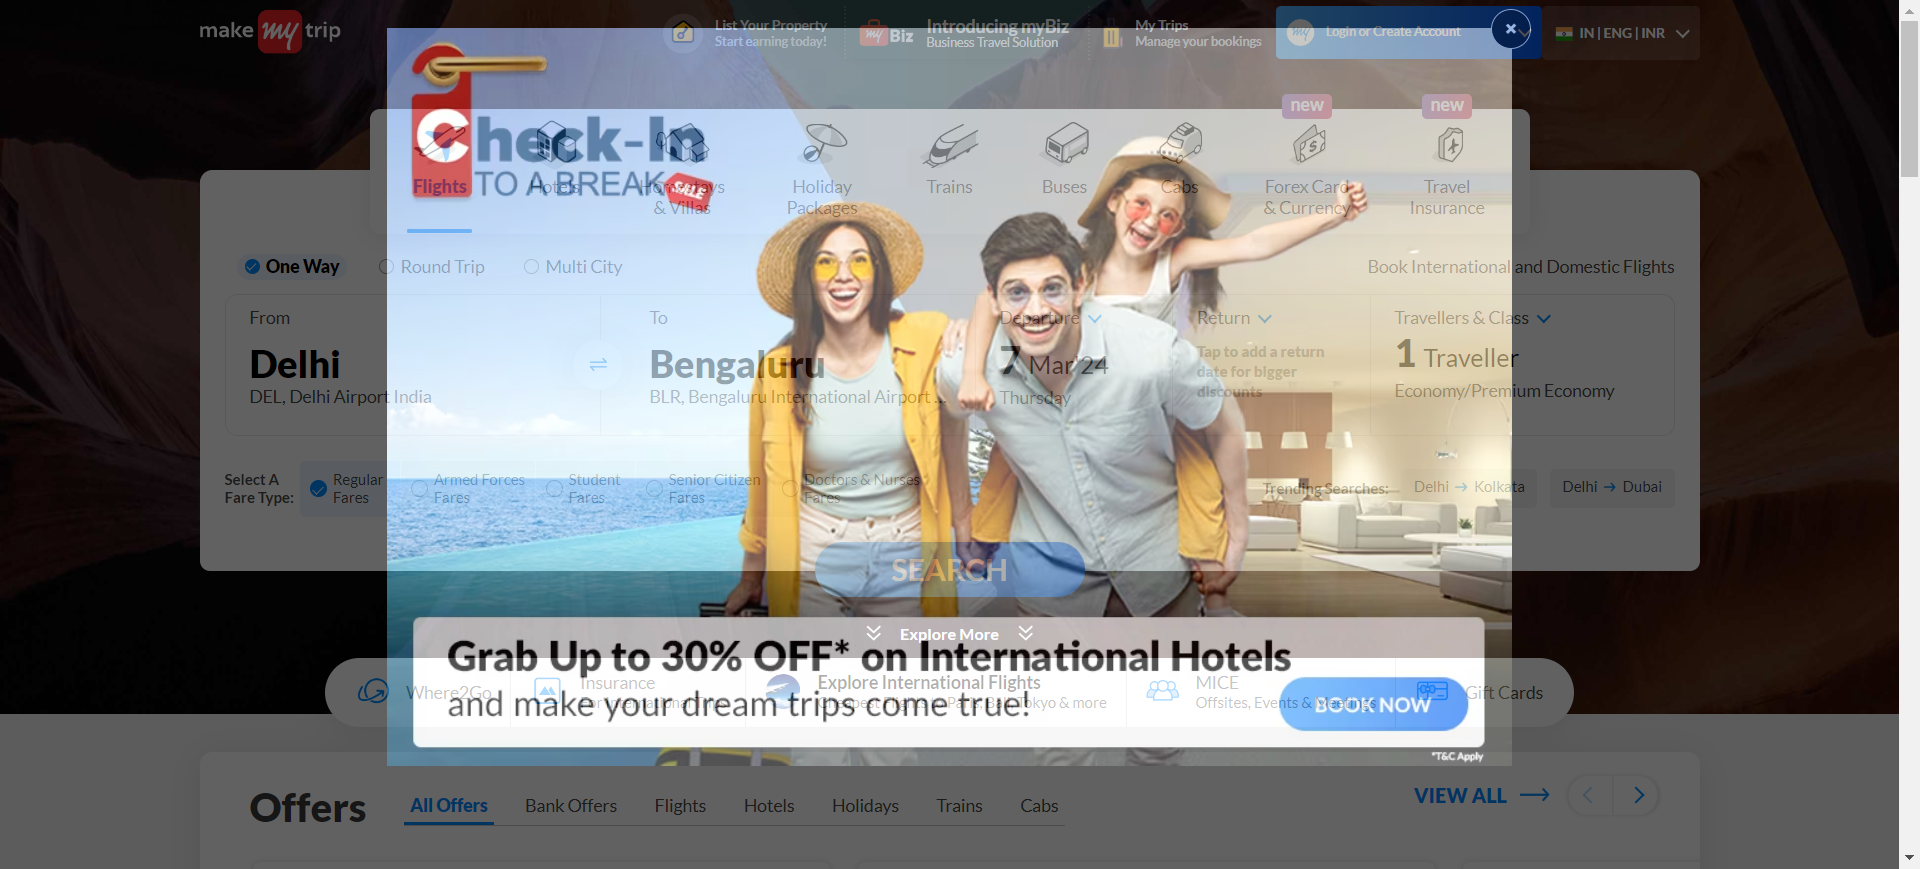 make my trip
List Your Property
Start earning today!
myBiz
Introducing myBiz
Business Travel Solution
My Trips
Manage your bookings
my
Login or Create Account
IN | ENG | INR
Check-In
TO A BREAK
SALE
new
new
Flights
Hotels
Homestays
& Villas
Holiday
Packages
Trains
Buses
Cabs
Forex Card
& Currency
Travel
Insurance
One Way
Round Trip
Multi City
Book International and Domestic Flights
From
Delhi
DEL, Delhi Airport India
To
Bengaluru
BLR, Bengaluru International Airport ...
Departure
7 Mar'24
Thursday
Return
Tap to add a return
date for bigger
discounts
Travellers & Class
1 Traveller
Economy/Premium Economy
Select A
Fare Type:
Regular
Fares
Armed Forces
Fares
Student
Fares
Senior Citizen
Fares
Doctors & Nurses
Fares
Trending Searches:
Delhi → Kolkata
Delhi → Dubai
SEARCH
Explore More
Grab Up to 30% OFF* on International Hotels
and make your dream trips come true!
BOOK NOW
*T&C Apply
Where2Go
Insurance
For International Trips
Explore International Flights
Cheapest Flights to Paris, Bali, Tokyo & more
MICE
Offsites, Events & Meetings
Gift Cards
Offers
All Offers
Bank Offers
Flights
Hotels
Holidays
Trains
Cabs
VIEW ALL